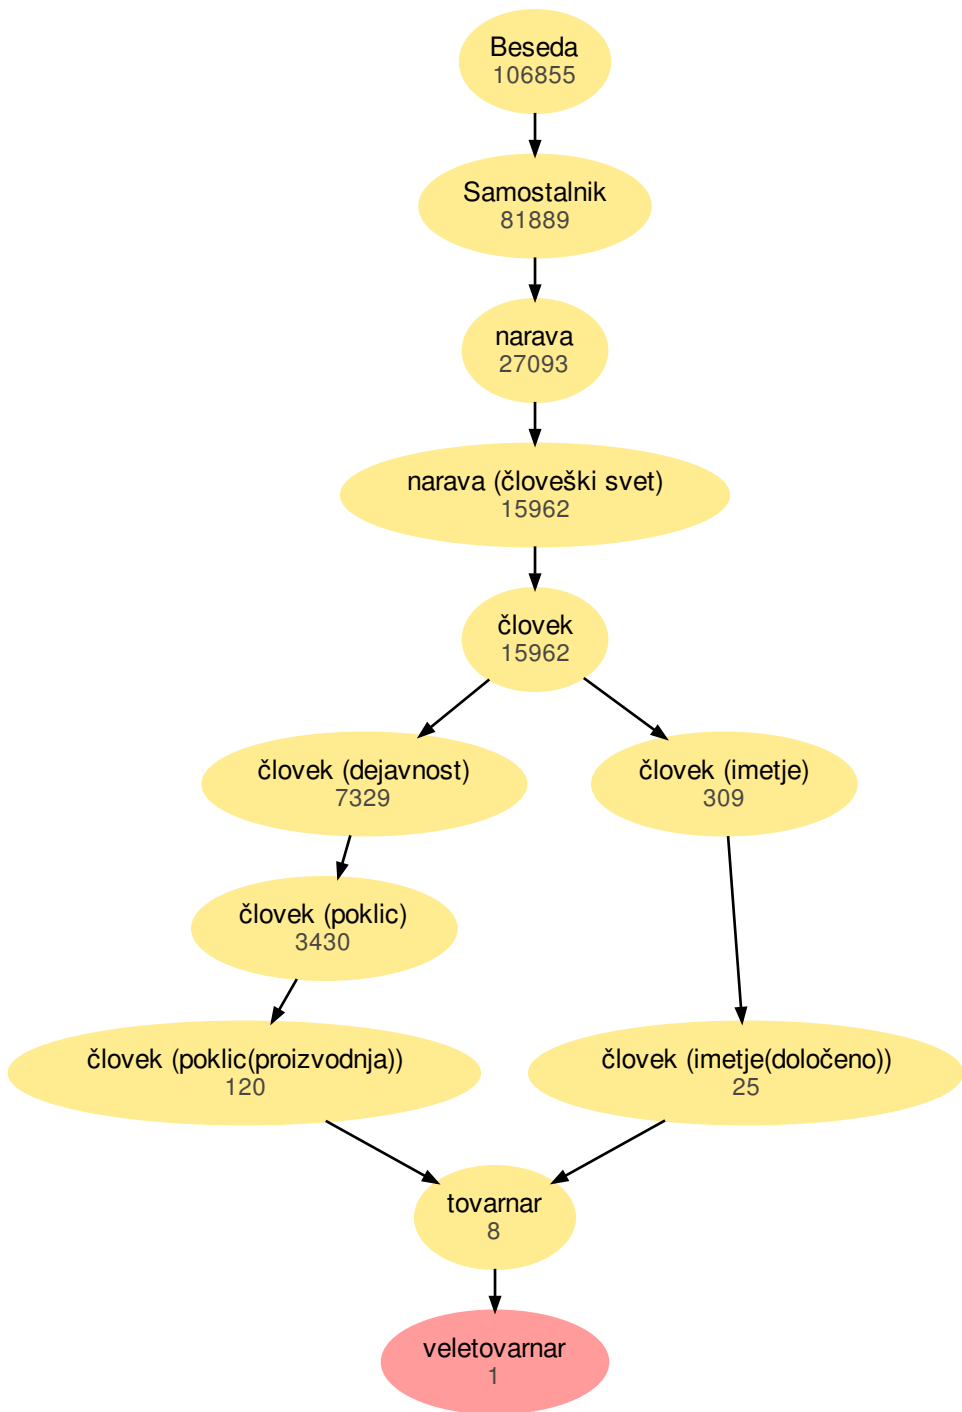 Beseda
106855
Samostalnik
81889
narava
27093
narava (človeški svet)
15962
človek
15962
človek (dejavnost)
7329
človek (imetje)
309
človek (poklic)
3430
človek (poklic(proizvodnja))
120
človek (imetje(določeno))
25
tovarnar
8
veletovarnar
1